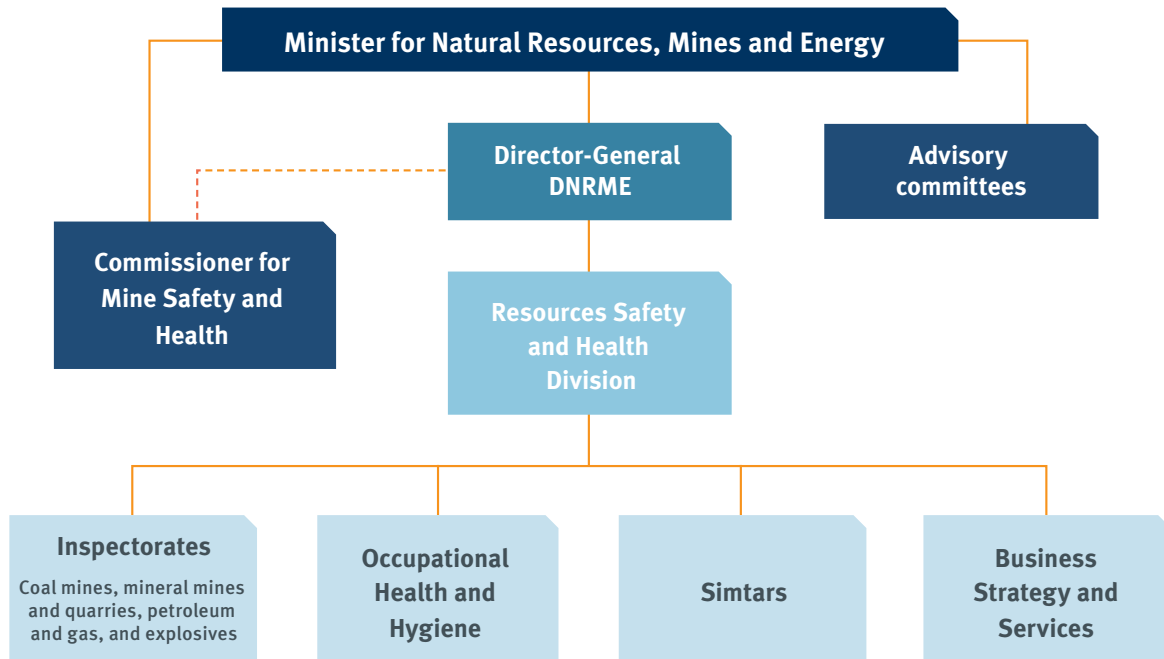 Minister for Natural Resources, Mines and Energy
Director-General
DNRME
Advisory
committees
Commissioner for
Mine Safety and
Health
Resources Safety
and Health
Division
Inspectorates
Coal mines, mineral mines
and quarries, petroleum
and gas, and explosives
Occupational
Health and
Hygiene
Simtars
Business
Strategy and
Services